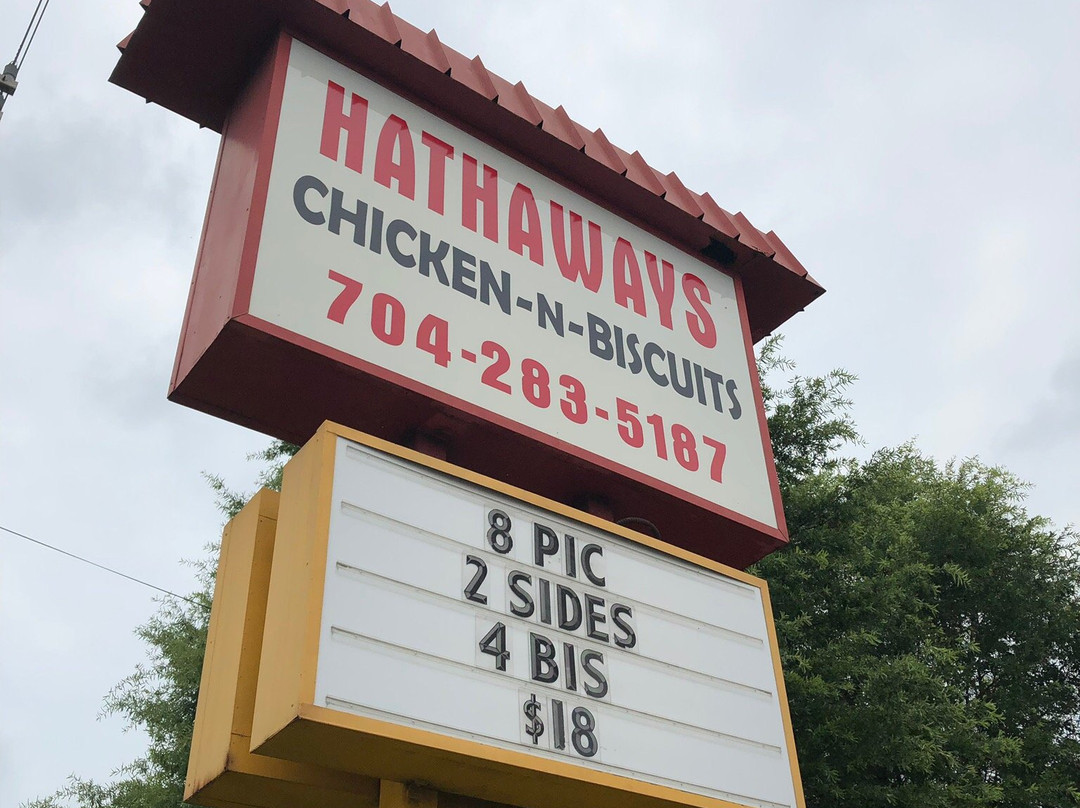 HATHAWAYS
CHICKEN-N-BISCUITS
704-283-5187
8 PIC
2 SIDES
4 BIS
$18